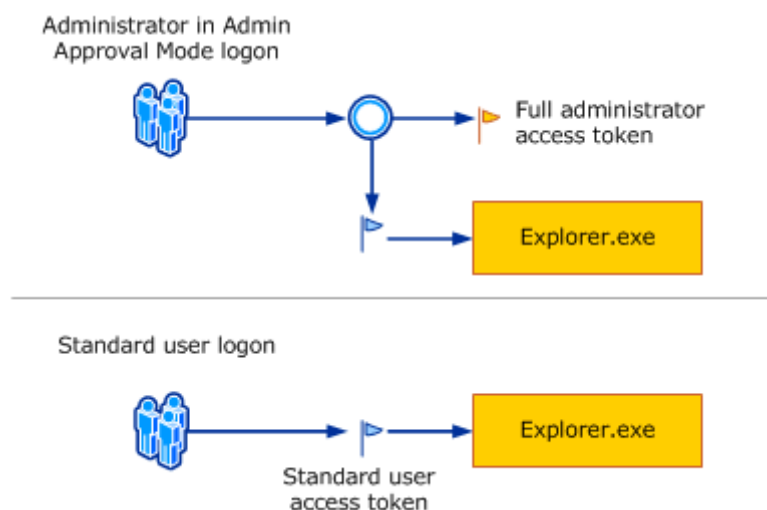 Administrator in Admin
Approval Mode logon
Full administrator
access token
Explorer.exe
Standard user logon
Explorer.exe
Standard user
access token